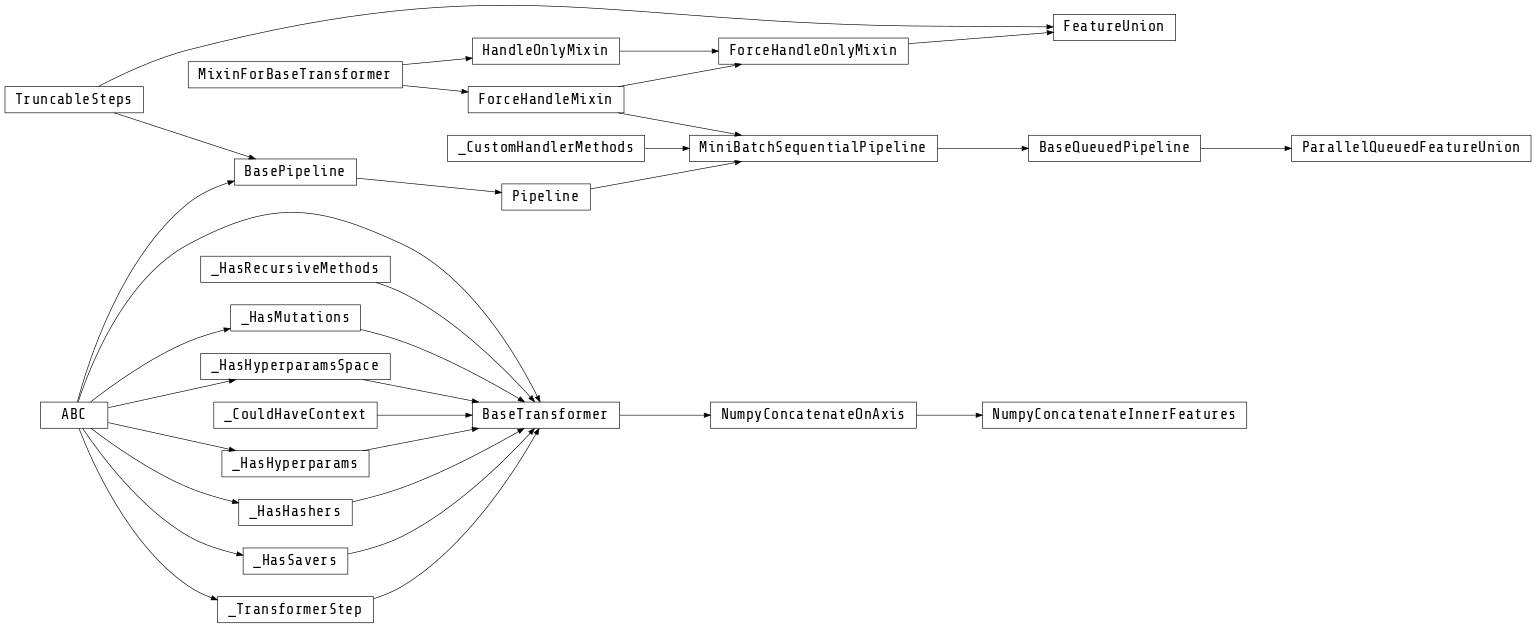 FeatureUnion
HandleOnlyMixin
ForceHandleOnlyMixin
MixinForBaseTransformer
TruncableSteps
ForceHandleMixin
_CustomHandlerMethods
MiniBatchSequentialPipeline
BaseQueuedPipeline
ParallelQueuedFeatureUnion
BasePipeline
Pipeline
_HasRecursiveMethods
_HasMutations
_HasHyperparamsSpace
ABC
_CouldHaveContext
BaseTransformer
NumpyConcatenateOnAxis
NumpyConcatenateInnerFeatures
_HasHyperparams
_HasHashers
_HasSavers
_TransformerStep